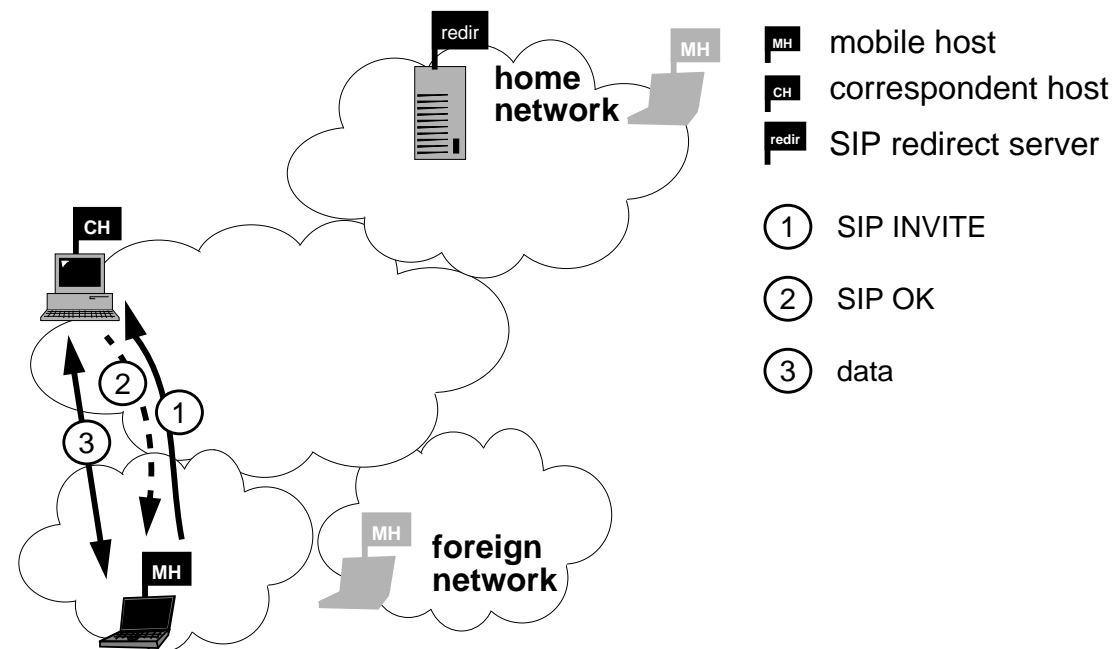 redir
MH
home
network
MH mobile host
CH correspondent host
redir SIP redirect server
1 SIP INVITE
2 SIP OK
3 data
CH
2
1
3
MH
foreign
network
MH